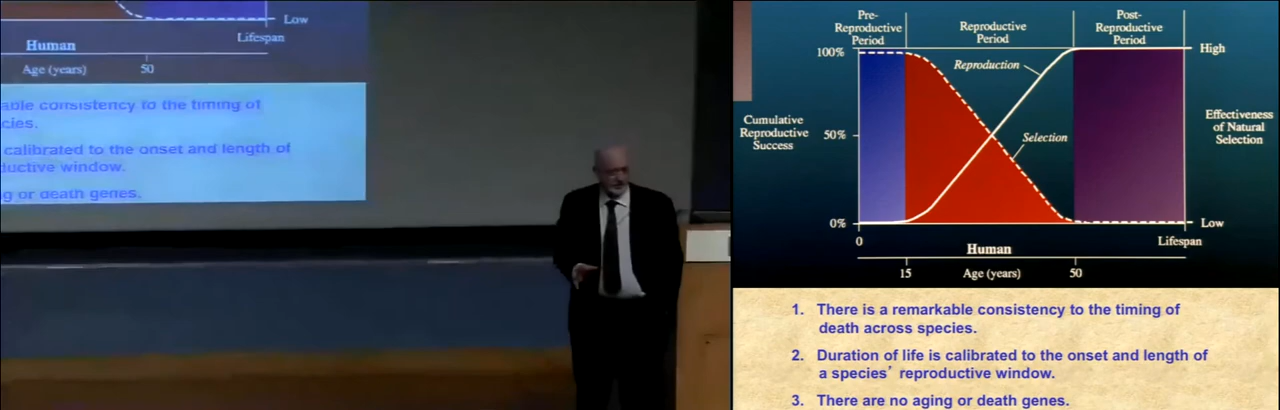 Low
Lifespan
Human
Age (years) 50
able consistency to the timing of
cies.
calibrated to the onset and length of
ductive window.
g or death genes.
Pre-
Reproductive
Period
Reproductive
Period
Post-
Reproductive
Period
100%
High
Reproduction
Cumulative
Reproductive
Success
50%
Selection
Effectiveness
of Natural
Selection
0%
Low
0
Human
Lifespan
15 Age (years) 50
1. There is a remarkable consistency to the timing of
death across species.
2. Duration of life is calibrated to the onset and length of
a species’ reproductive window.
3. There are no aging or death genes.